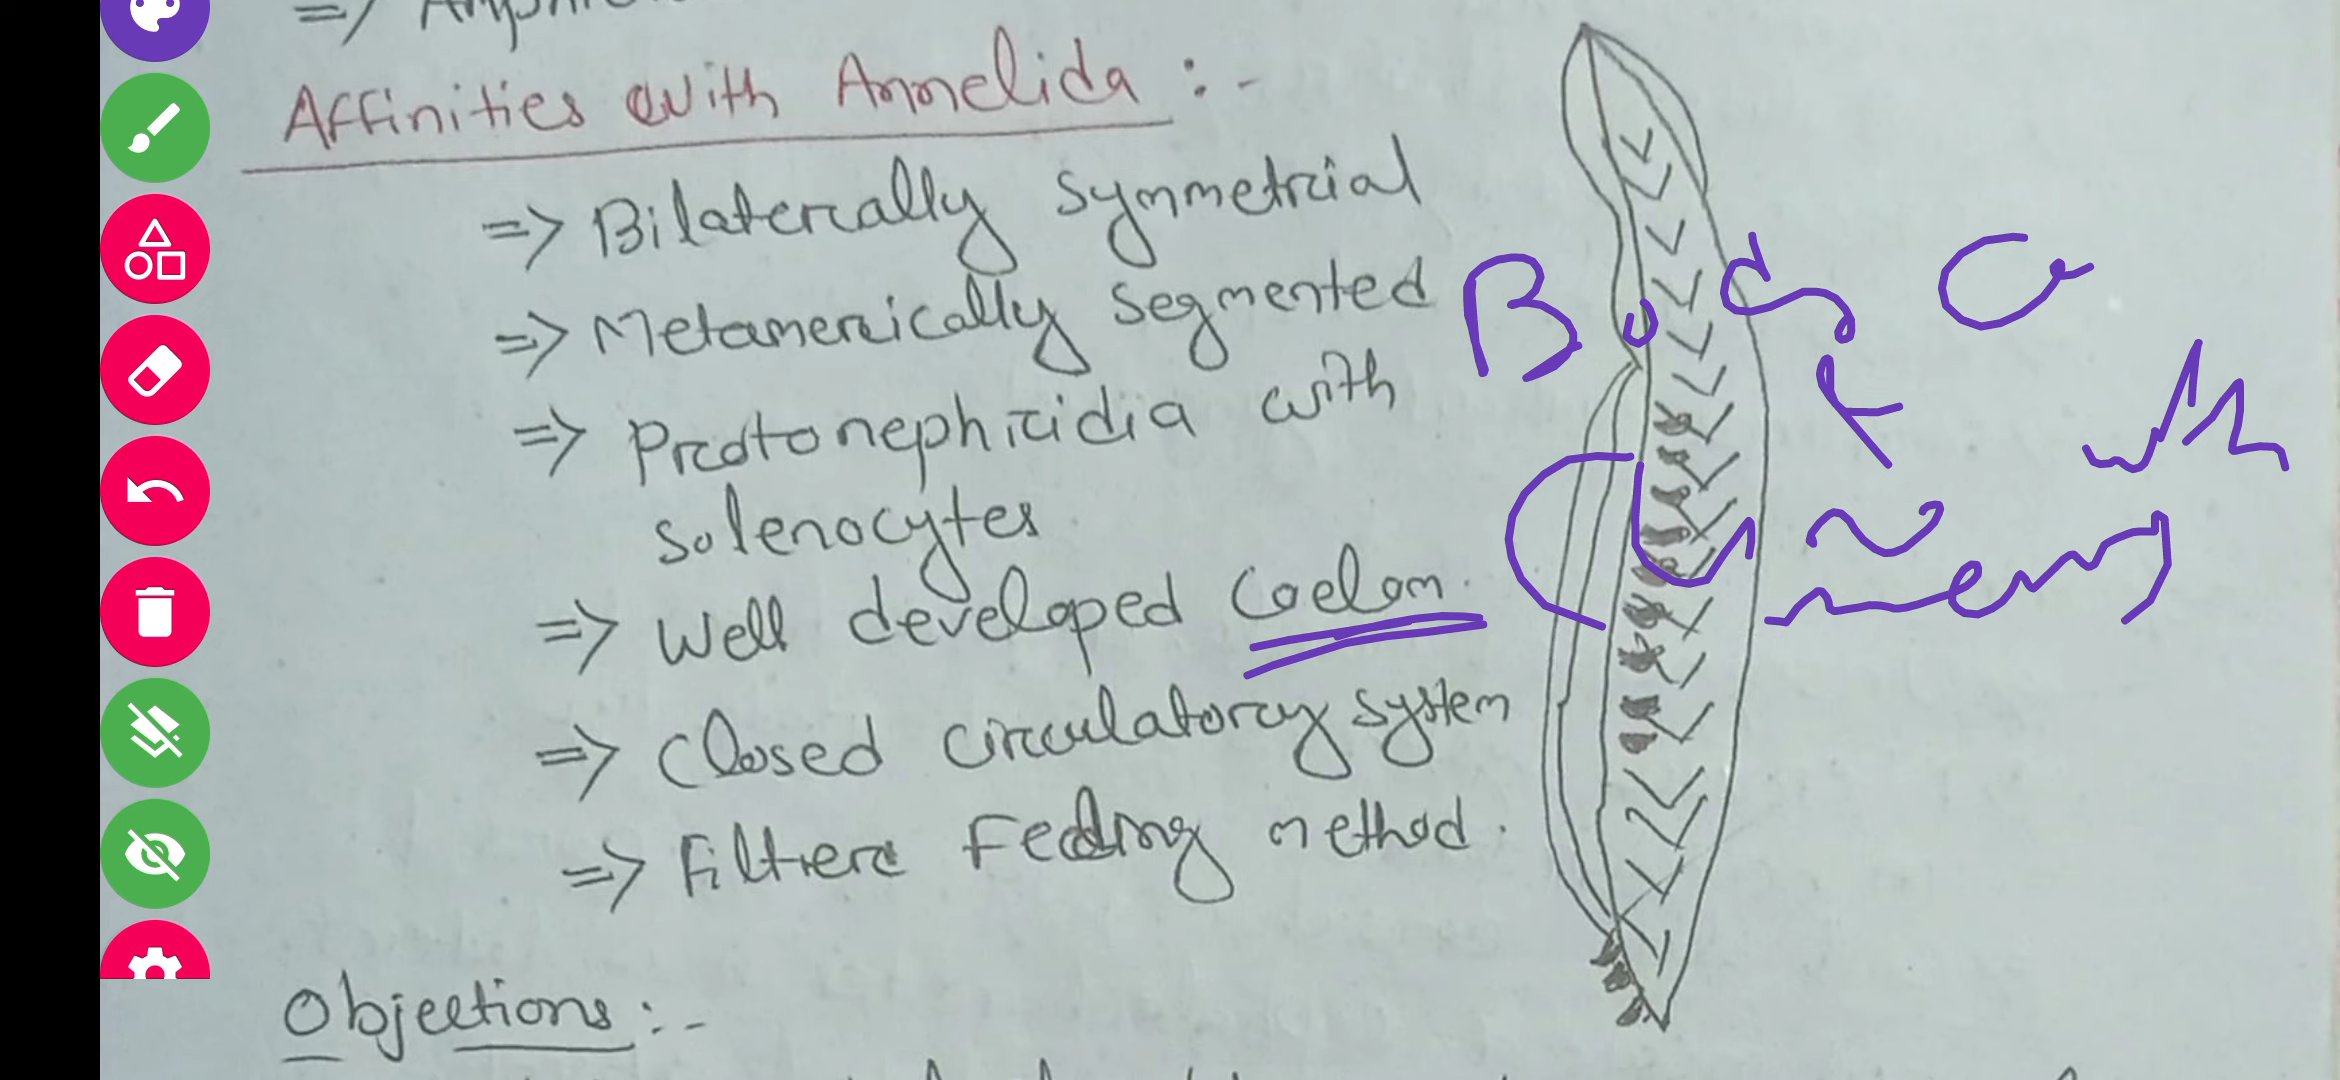 Affinities with Annelida :-
=> Bilaterally symmetrial
=> Metamerically segmented
=> Protonephridia with
solenocytes
=> Well developed Coelom.
=> Closed circulatory system
=> Filter Feeding method.
Objections :-